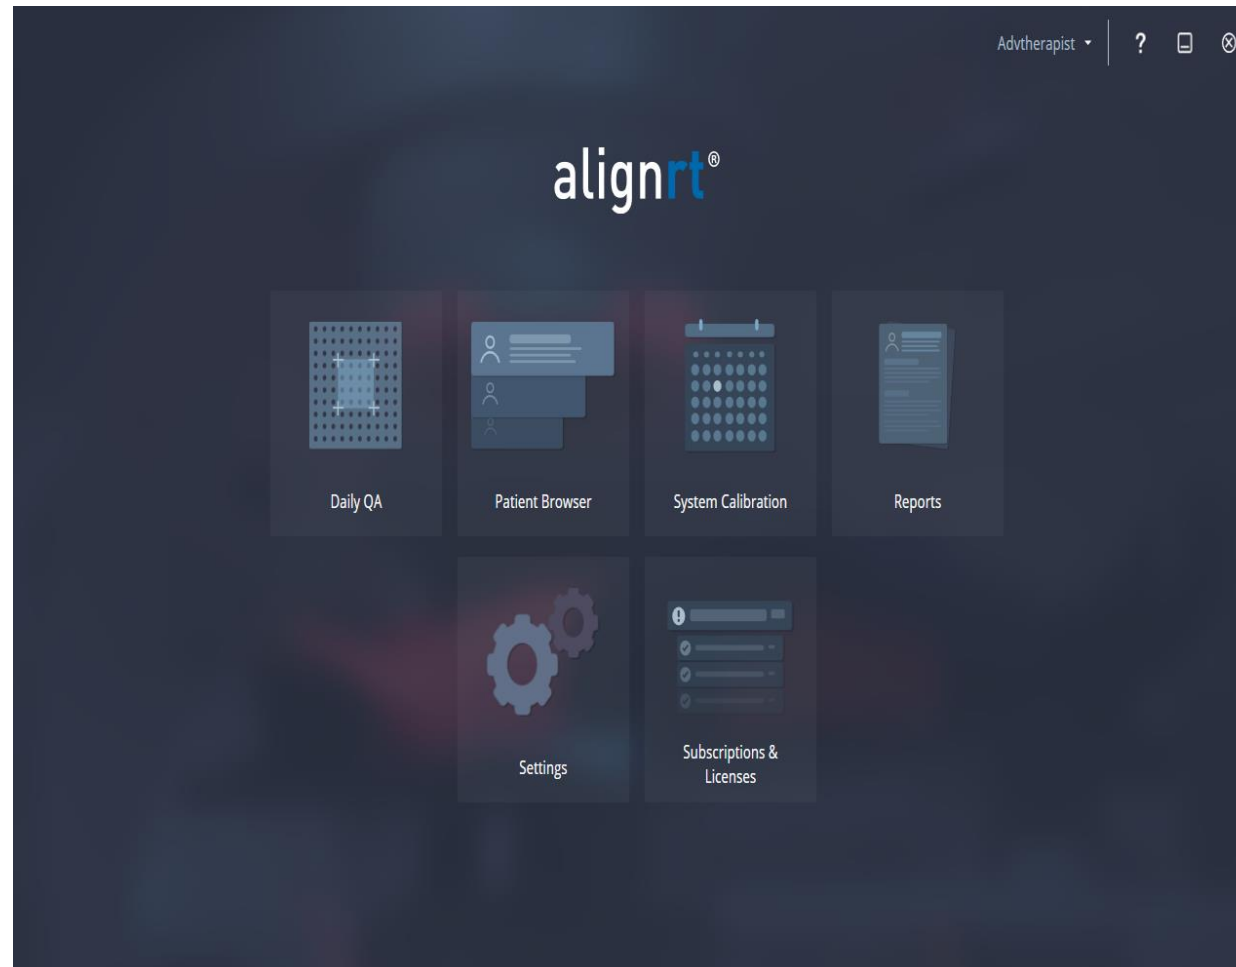 Advtherapist
?
alignrt®
Daily QA
Patient Browser
System Calibration
Reports
Settings
Subscriptions &
Licenses